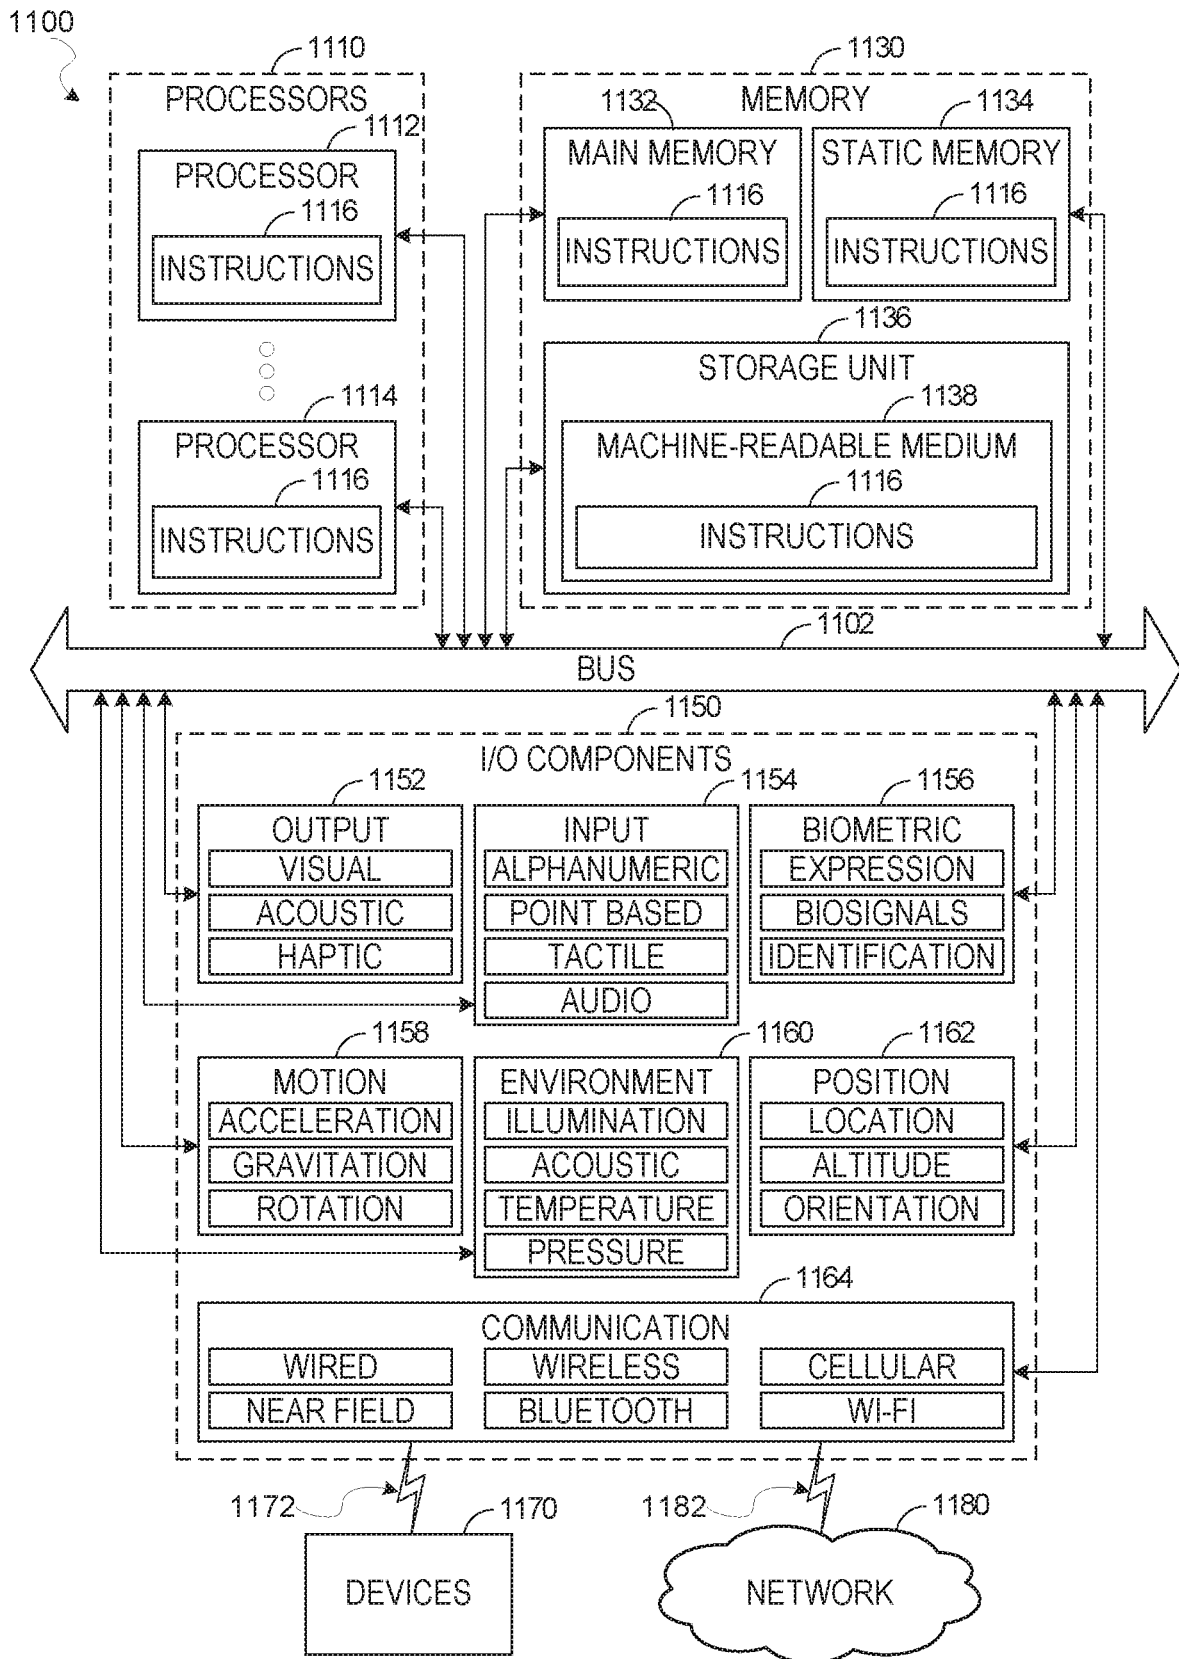 1100
1110
PROCESSORS
1112
PROCESSOR
1116
INSTRUCTIONS
1114
PROCESSOR
1116
INSTRUCTIONS
1130
MEMORY
1132
MAIN MEMORY
1116
INSTRUCTIONS
1134
STATIC MEMORY
1116
INSTRUCTIONS
1136
STORAGE UNIT
1138
MACHINE-READABLE MEDIUM
1116
INSTRUCTIONS
1102
BUS
1150
I/O COMPONENTS
1152
OUTPUT
VISUAL
ACOUSTIC
HAPTIC
1154
INPUT
ALPHANUMERIC
POINT BASED
TACTILE
AUDIO
1156
BIOMETRIC
EXPRESSION
BIOSIGNALS
IDENTIFICATION
1158
MOTION
ACCELERATION
GRAVITATION
ROTATION
1160
ENVIRONMENT
ILLUMINATION
ACOUSTIC
TEMPERATURE
PRESSURE
1162
POSITION
LOCATION
ALTITUDE
ORIENTATION
1164
COMMUNICATION
WIRED
WIRELESS
CELLULAR
NEAR FIELD
BLUETOOTH
WI-FI
1172
1170
DEVICES
1182
1180
NETWORK